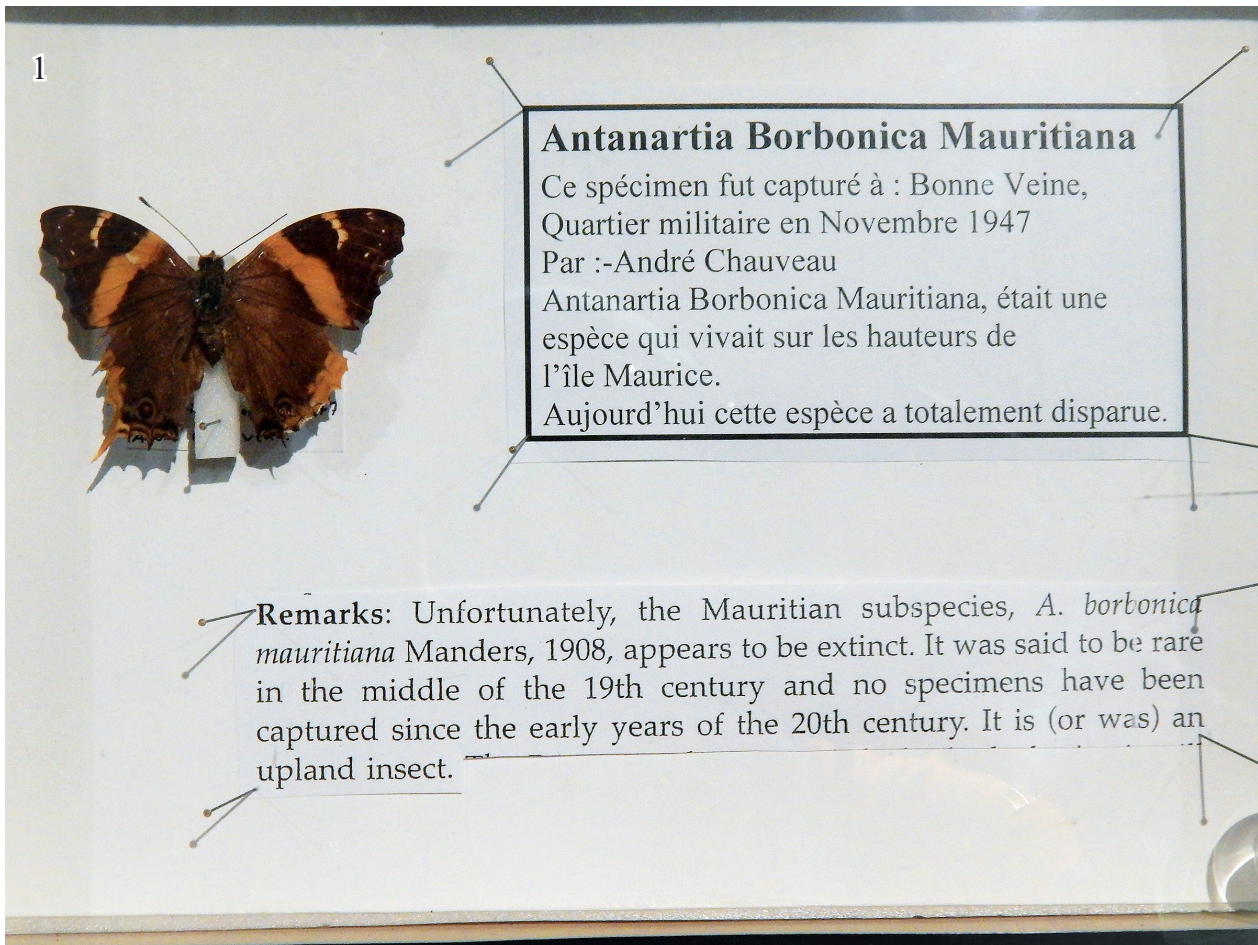 1
Antanartia Borbonica Mauritiana
Ce spécimen fut capturé à : Bonne Veine,
Quartier militaire en Novembre 1947
Par :-André Chauveau
Antanartia Borbonica Mauritiana, était une
espèce qui vivait sur les hauteurs de
l’île Maurice.
Aujourd’hui cette espèce a totalement disparue.
Remarks: Unfortunately, the Mauritian subspecies, A. borbonica
mauritiana Manders, 1908, appears to be extinct. It was said to be rare
in the middle of the 19th century and no specimens have been
captured since the early years of the 20th century. It is (or was) an
upland insect.